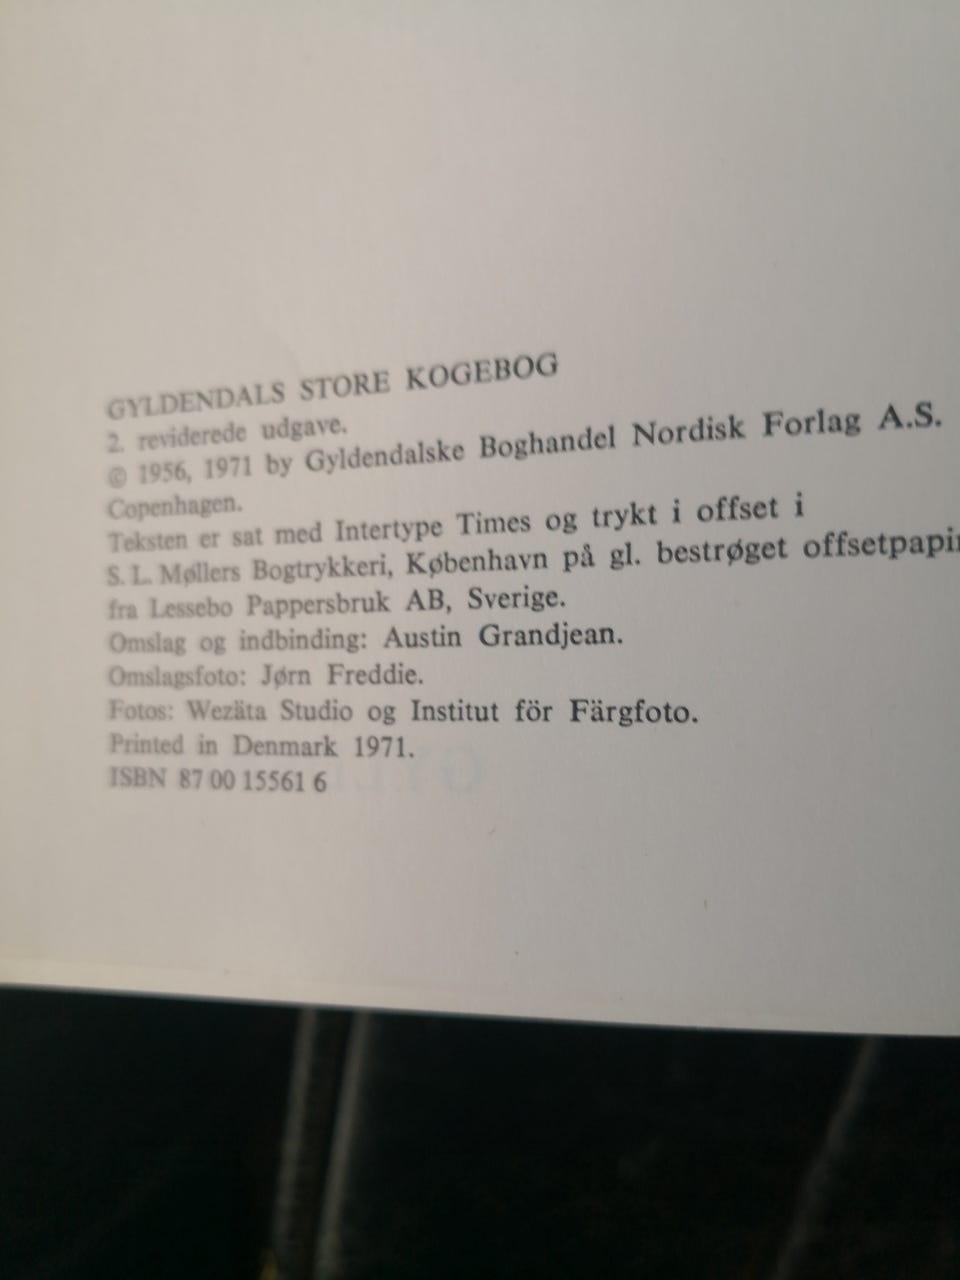 GYLDENDALS STORE KOGEBOG
2. reviderede udgave.
© 1956, 1971 by Gyldendalske Boghandel Nordisk Forlag A.S.
Copenhagen.
Teksten er sat med Intertype Times og trykt i offset i
S. L. Møllers Bogtrykkeri, København på gl. bestrøget offsetpapir
fra Lessebo Pappersbruk AB, Sverige.
Omslag og indbinding: Austin Grandjean.
Omslagsfoto: Jørn Freddie.
Fotos: Wezäta Studio og Institut för Färgfoto.
Printed in Denmark 1971.
ISBN 87 00 15561 6